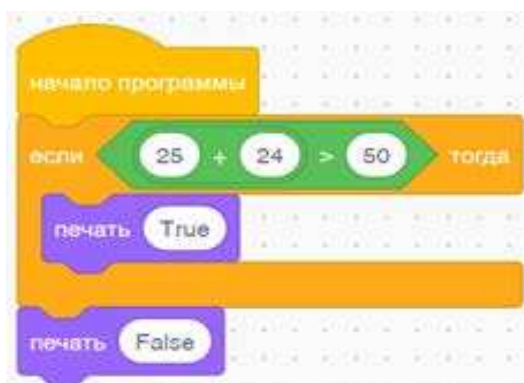 начало программы
если 25 + 24 > 50 тогда
печать True
печать False